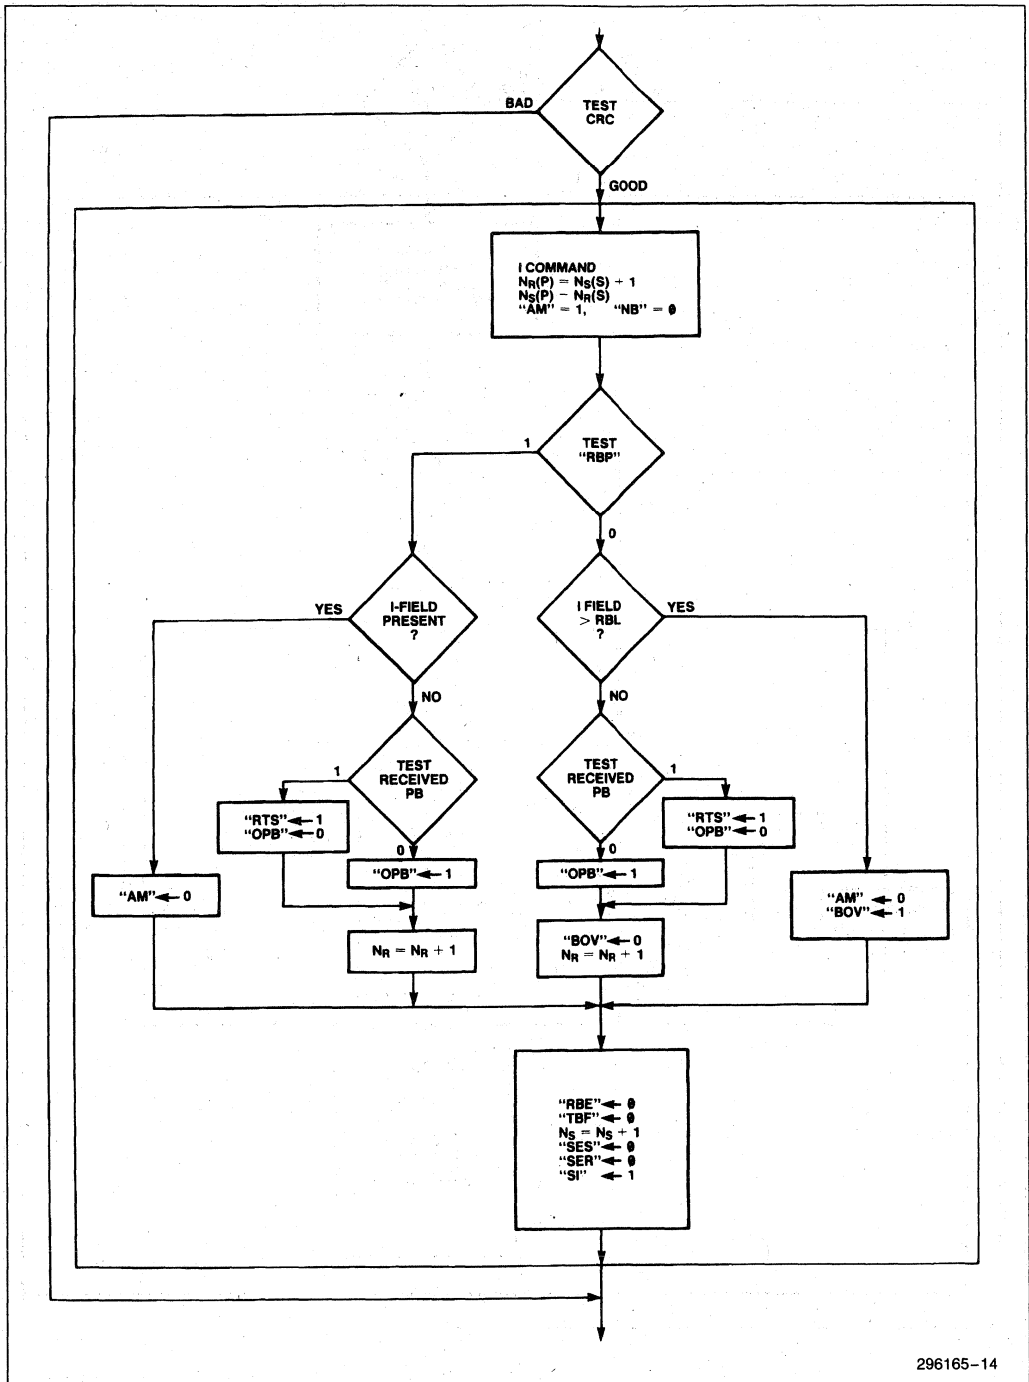 TEST
CRC
BAD
GOOD
I COMMAND
NR(P) = NS(S) + 1
NS(P) – NR(S)
“AM” = 1, “NB” = 0
TEST
“RBP”
1
0
I-FIELD
PRESENT
?
YES
NO
I FIELD
> RBL
?
YES
NO
TEST
RECEIVED
PB
1
0
TEST
RECEIVED
PB
1
0
“RTS” ← 1
“OPB” ← 0
“RTS” ← 1
“OPB” ← 0
“OPB” ← 1
“OPB” ← 1
“AM” ← 0
“AM” ← 0
“BOV” ← 1
NR = NR + 1
“BOV” ← 0
NR = NR + 1
“RBE” ← 0
“TBF” ← 0
NS = NS + 1
“SES” ← 0
“SER” ← 0
“SI” ← 1
296165–14